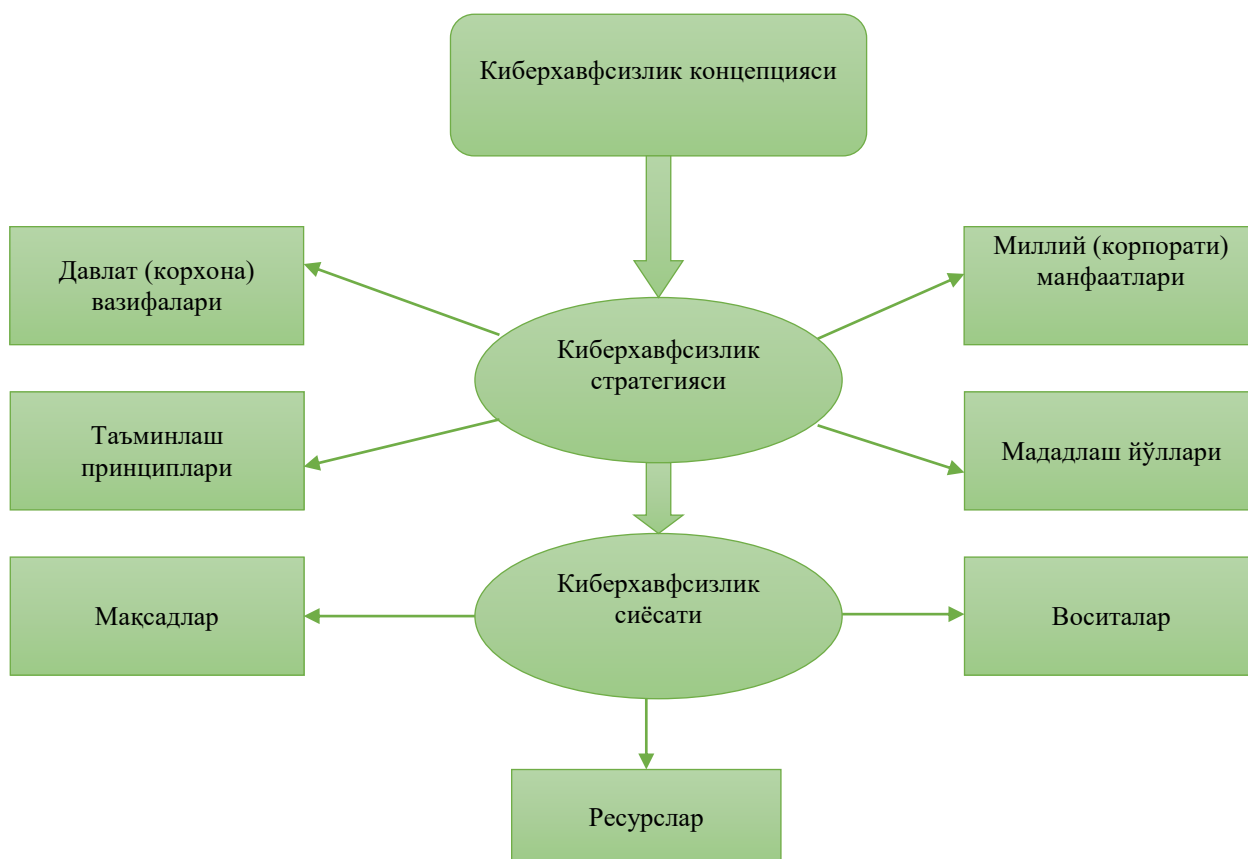 Киберхавфсизлик концепцияси
Давлат (корхона)
вазифалари
Миллий (корпорати)
манфаатлари
Киберхавфсизлик
стратегияси
Таъминлаш
принциплари
Мададлаш йўллари
Киберхавфсизлик
сиёсати
Мақсадлар
Воситалар
Ресурслар